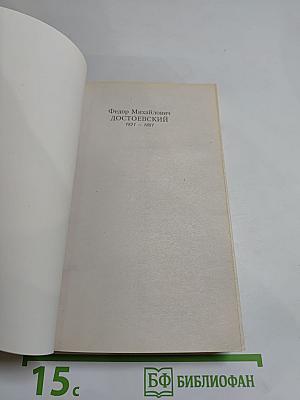 Федор Михайлович
ДОСТОЕВСКИЙ
1821 — 1881
15с
БФ БИБЛИОФАН